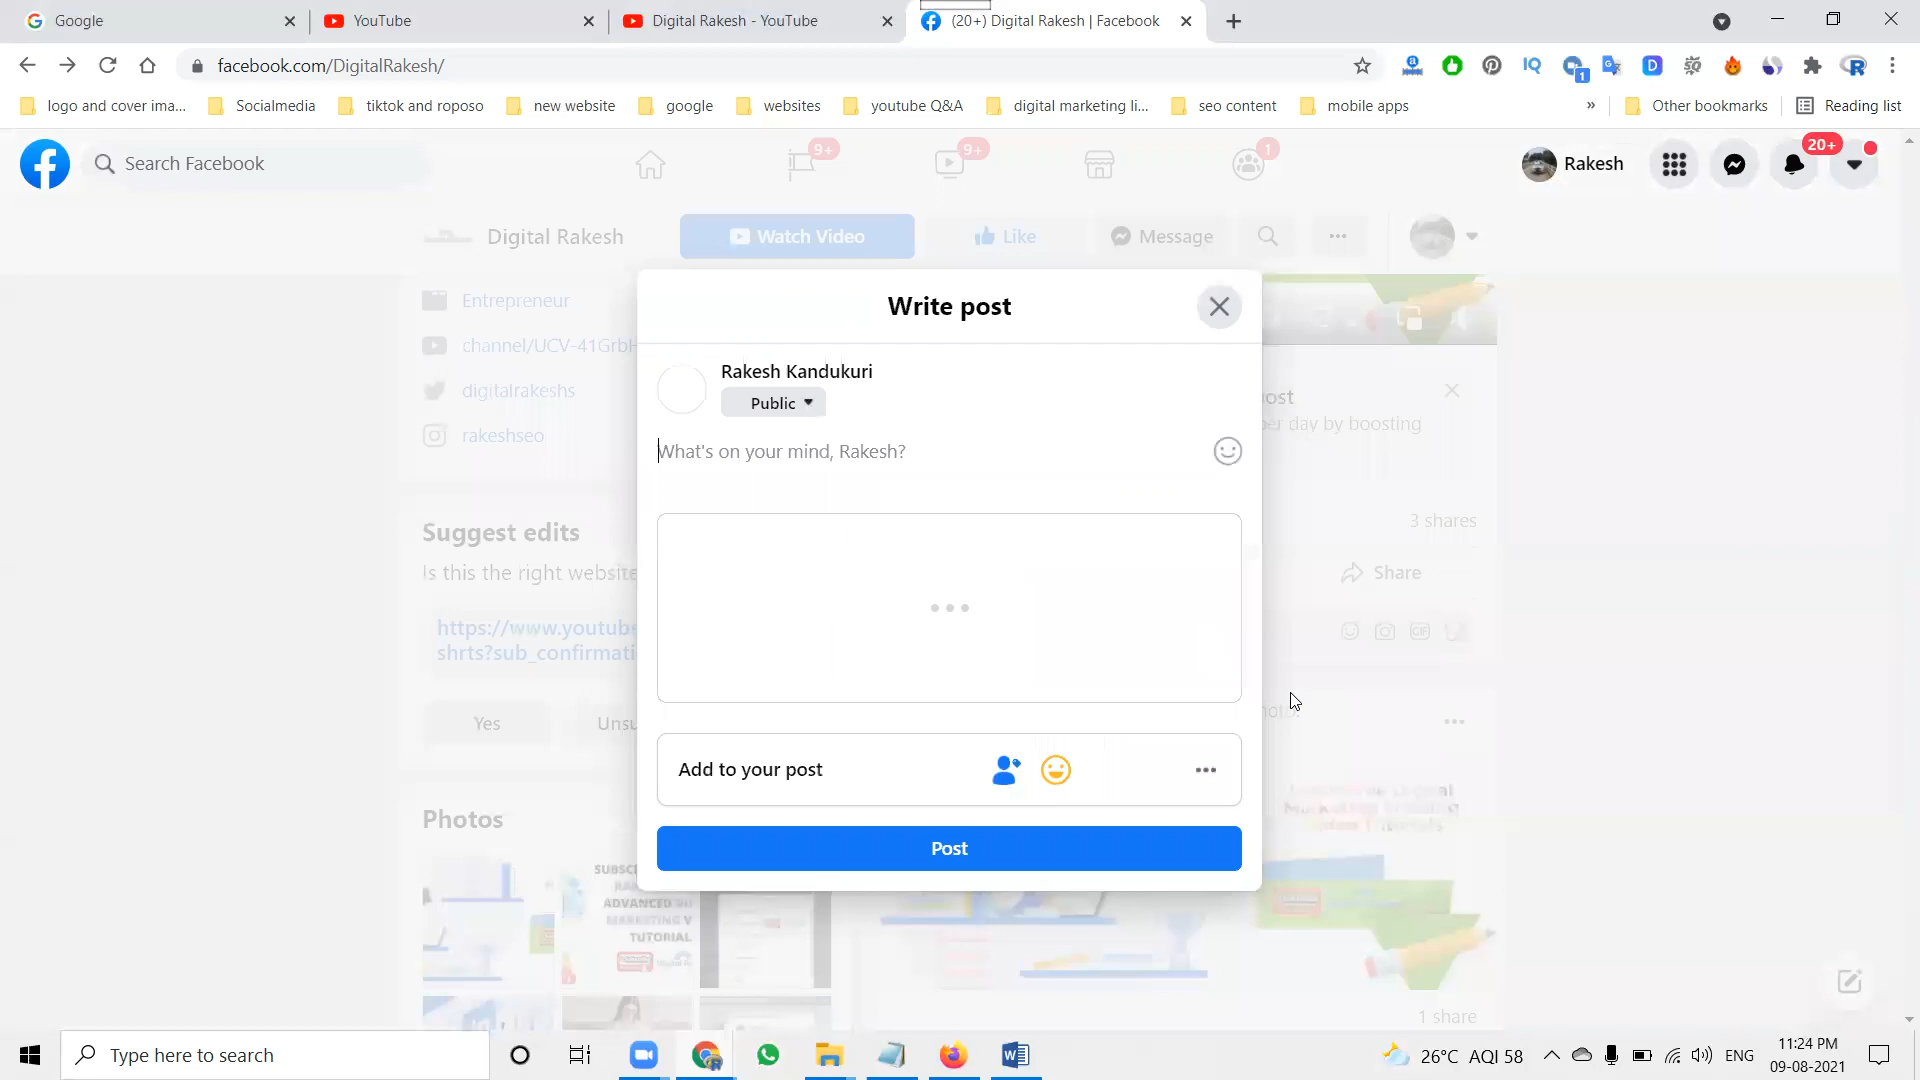 Google
YouTube
Digital Rakesh - YouTube
(20+) Digital Rakesh | Facebook
facebook.com/DigitalRakesh/
1
logo and cover ima...
Socialmedia
tiktok and roposo
new website
google
websites
youtube Q&A
digital marketing li...
seo content
mobile apps
»
Other bookmarks
Reading list
Search Facebook
9+
9+
1
Rakesh
20+
Digital Rakesh
Watch Video
Like
Message
Write post
Entrepreneur
channel/UCV-41Grb
digitalrakeshs
rakeshseo
Rakesh Kandukuri
Public
What's on your mind, Rakesh?
ost
er day by boosting
3 shares
Suggest edits
Is this the right website
Share
https://www.youtube
shrts?sub_confirmati
GIF
Yes
Unsu
Add to your post
Photos
Post
ADVANCED
TUTORIAL
1 share
Type here to search
26°C AQI 58
ENG
11:24 PM
09-08-2021